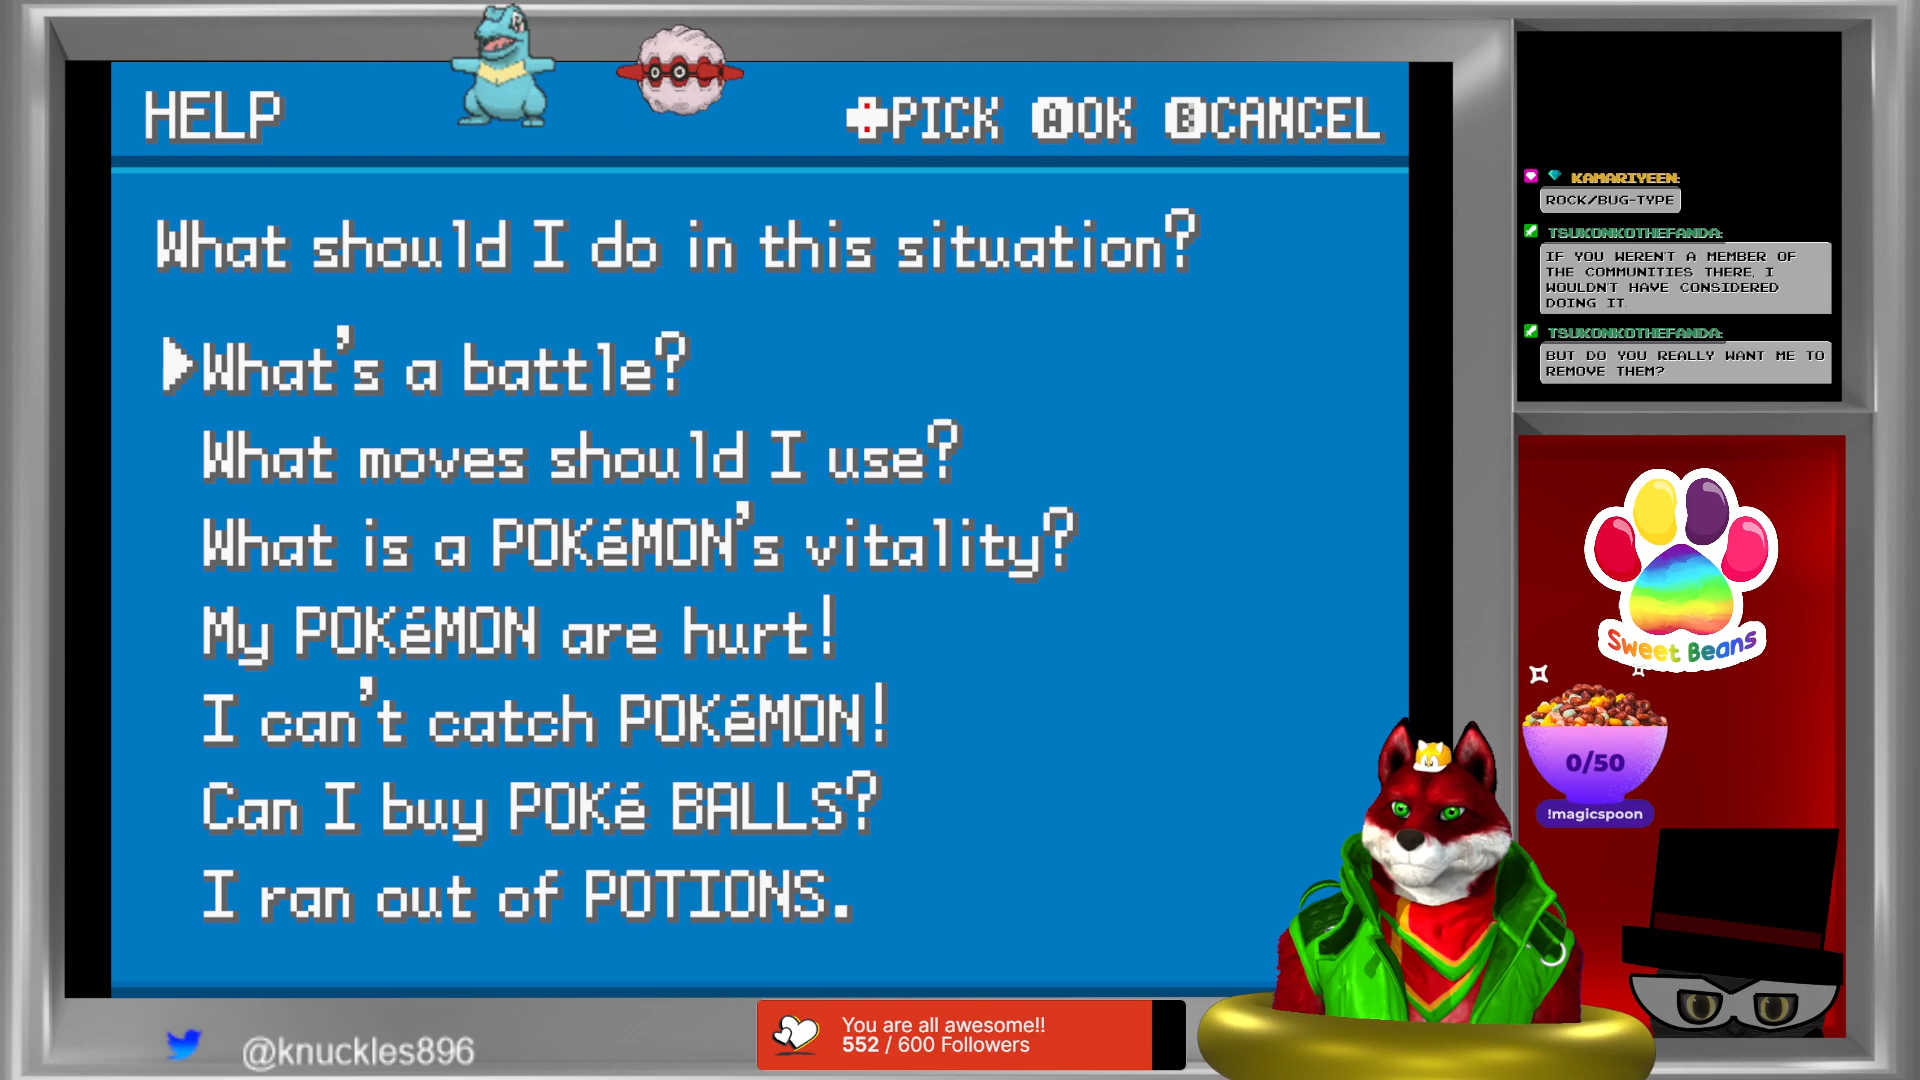 HELP
PICK A OK B CANCEL
What should I do in this situation?
What's a battle?
What moves should I use?
What is a POKéMON's vitality?
My POKéMON are hurt!
I can't catch POKéMON!
Can I buy POKé BALLS?
I ran out of POTIONS.
KAMARIYEEN:
ROCK/BUG-TYPE
TSUKONKOTHEFANDA:
IF YOU WEREN'T A MEMBER OF
THE COMMUNITIES THERE, I
WOULDN'T HAVE CONSIDERED
DOING IT.
TSUKONKOTHEFANDA:
BUT DO YOU REALLY WANT ME TO
REMOVE THEM?
Sweet Beans
0/50
!magicspoon
@knuckles896
You are all awesome!!
552 / 600 Followers